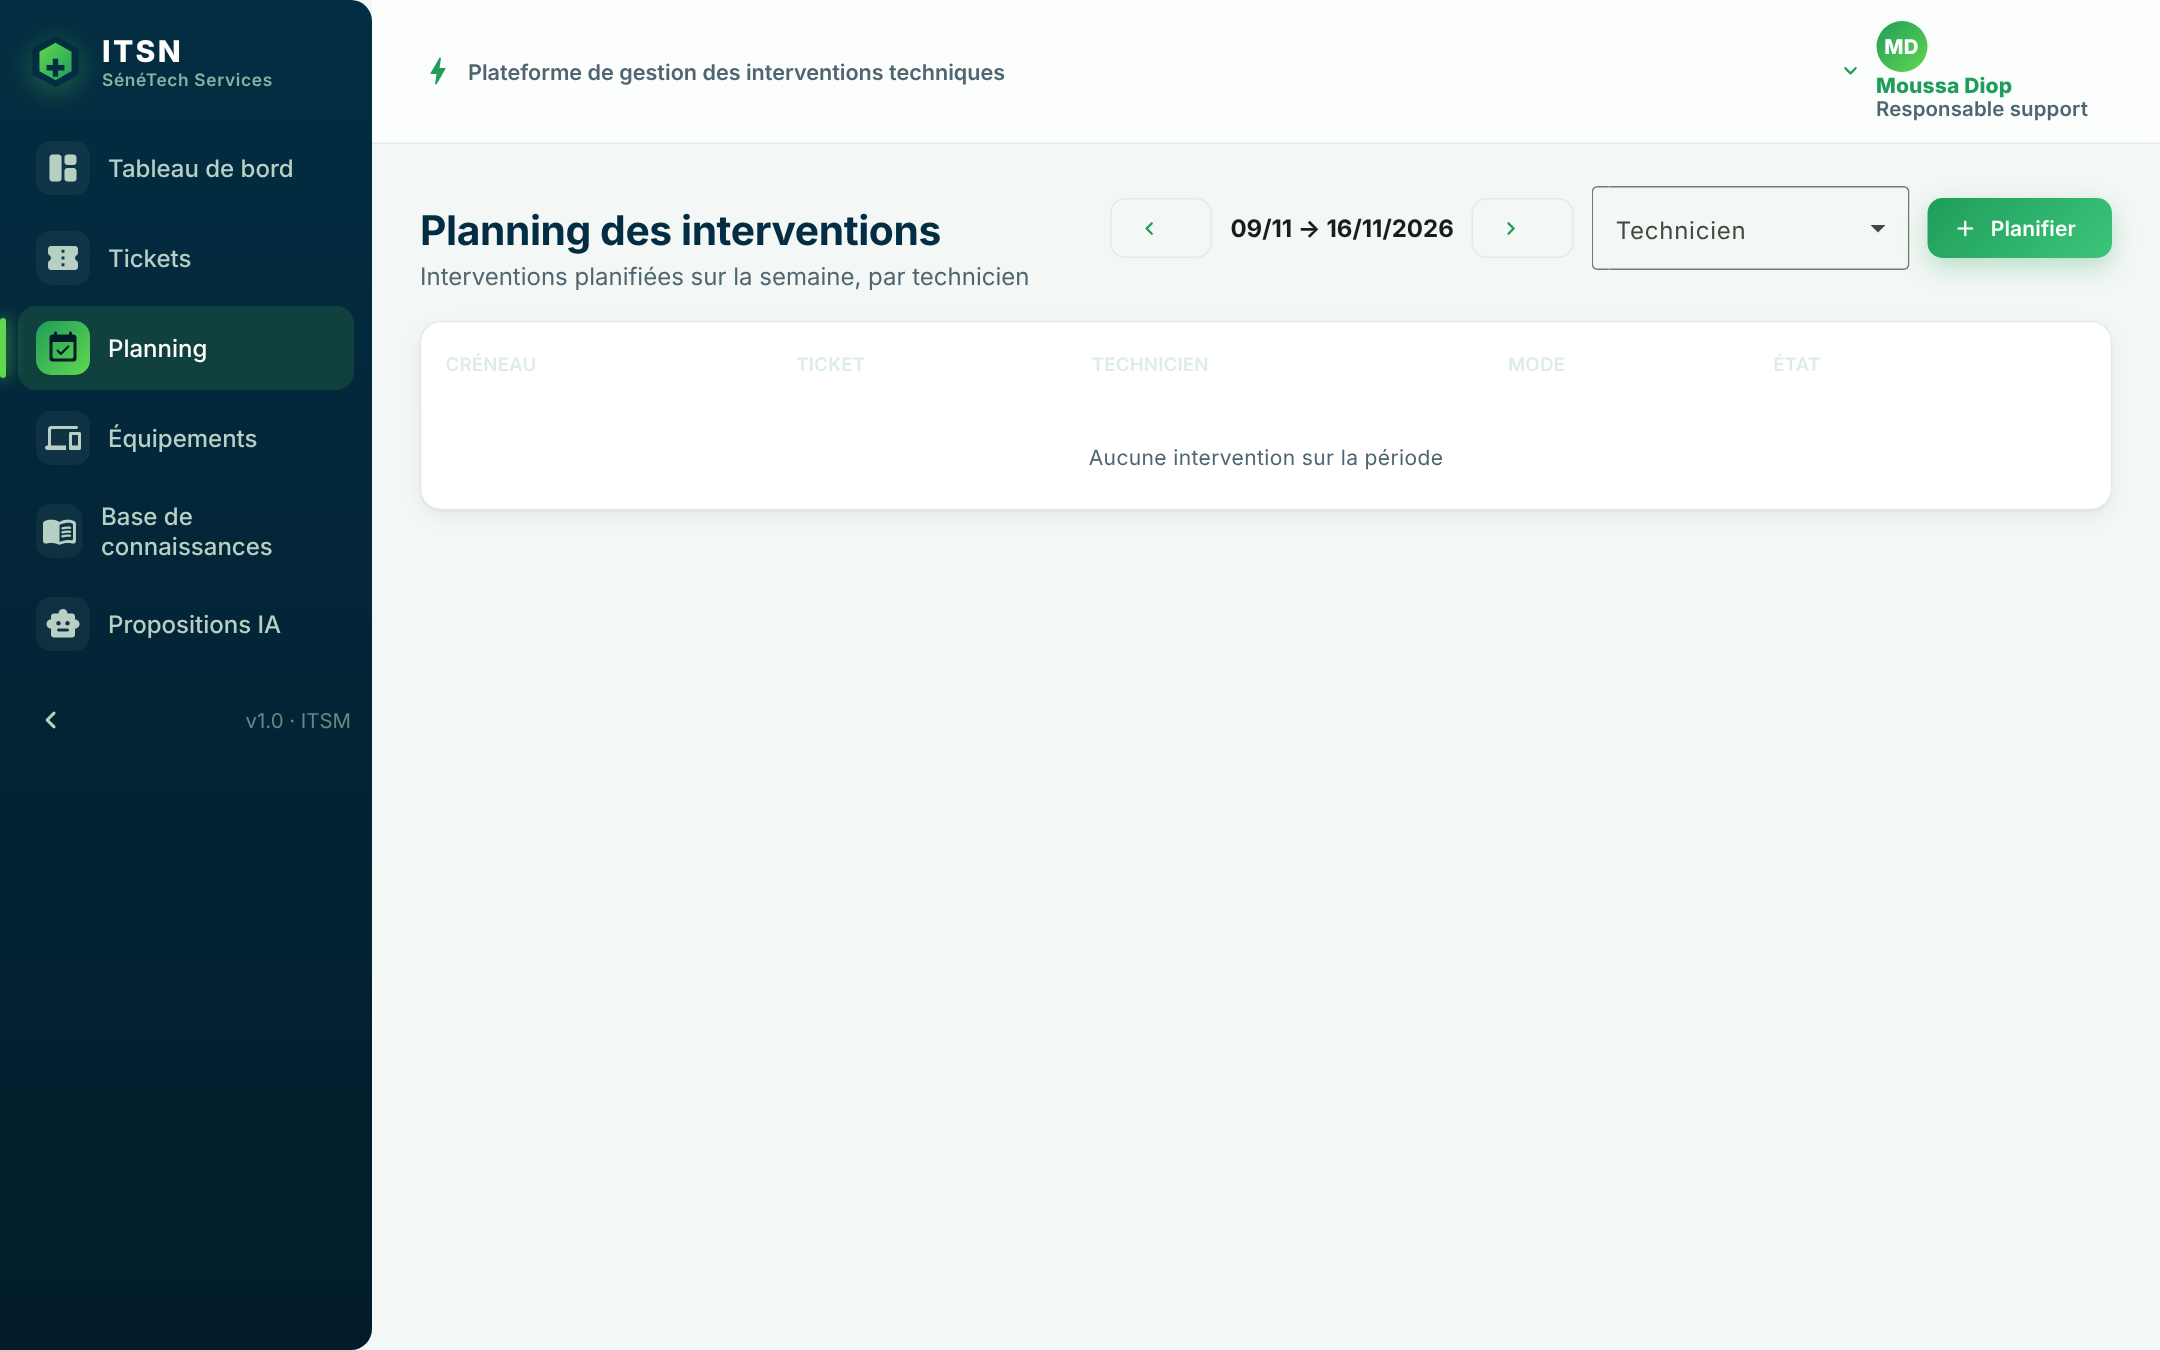 ITSN
SénéTech Services
Tableau de bord
Tickets
Planning
Équipements
Base de
connaissances
Propositions IA
v1.0 · ITSM
Plateforme de gestion des interventions techniques
MD
Moussa Diop
Responsable support
Planning des interventions
Interventions planifiées sur la semaine, par technicien
09/11 → 16/11/2026
Technicien
+ Planifier
CRÉNEAU TICKET TECHNICIEN MODE ÉTAT
Aucune intervention sur la période